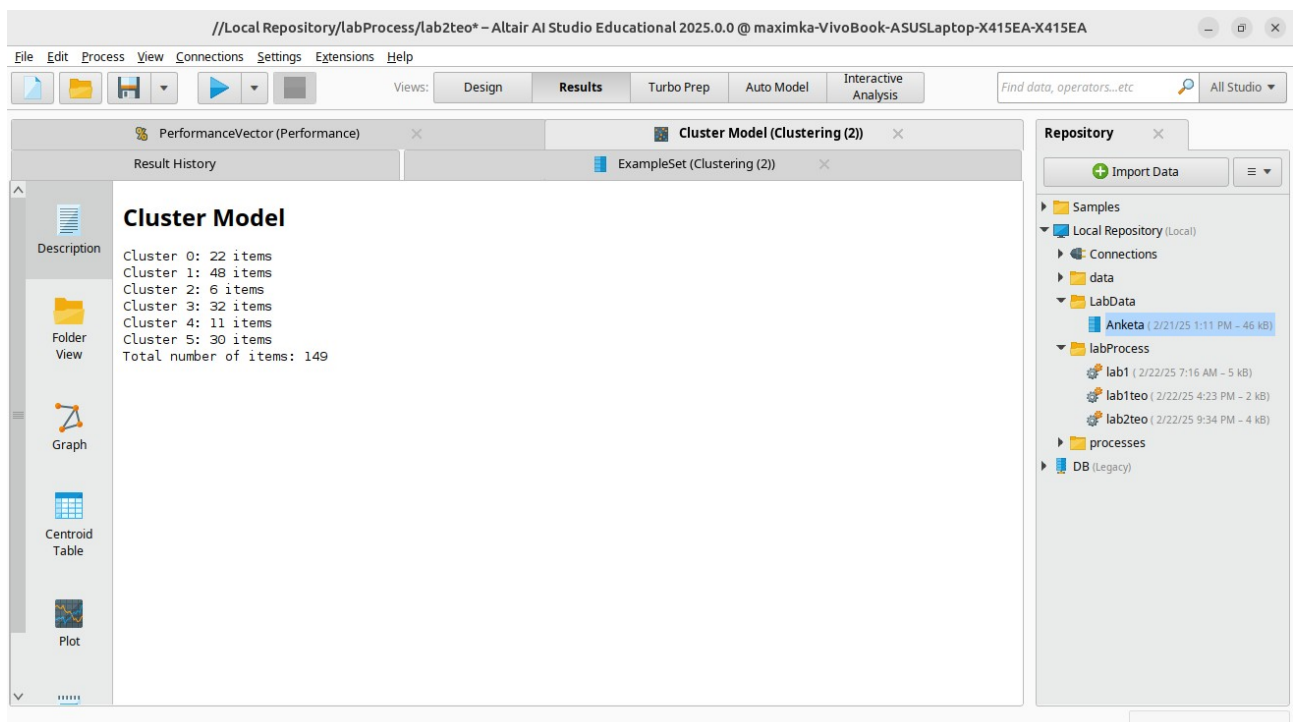 //Local Repository/labProcess/lab2teo* – Altair AI Studio Educational 2025.0.0 @ maximka-VivoBook-ASUSLaptop-X415EA-X415EA
File Edit Process View Connections Settings Extensions Help
Views: Design Results Turbo Prep Auto Model Interactive Analysis Find data, operators...etc All Studio
PerformanceVector (Performance) Cluster Model (Clustering (2))
Result History ExampleSet (Clustering (2))
Description
Folder View
Graph
Centroid Table
Plot
Cluster Model
Cluster 0: 22 items
Cluster 1: 48 items
Cluster 2: 6 items
Cluster 3: 32 items
Cluster 4: 11 items
Cluster 5: 30 items
Total number of items: 149
Repository
Import Data
Samples
Local Repository (Local)
Connections
data
LabData
Anketa ( 2/21/25 1:11 PM – 46 kB)
labProcess
lab1 ( 2/22/25 7:16 AM – 5 kB)
lab1teo ( 2/22/25 4:23 PM – 2 kB)
lab2teo ( 2/22/25 9:34 PM – 4 kB)
processes
DB (Legacy)